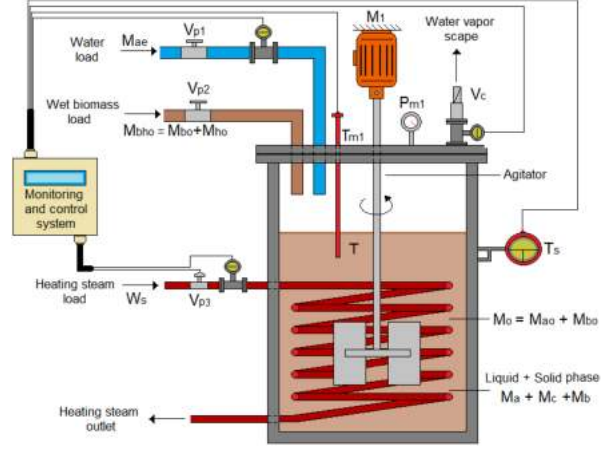 Water
load
Mae
Vp1
M1
Water vapor
scape
Wet biomass
load
Vp2
Mbho = Mbo+Mho
Pm1
Vc
Tm1
Agitator
Monitoring
and control
system
T
Ts
Heating steam
load
Ws
Vp3
Mo = Mao + Mbo
Liquid + Solid phase
Ma + Mc +Mb
Heating steam
outlet